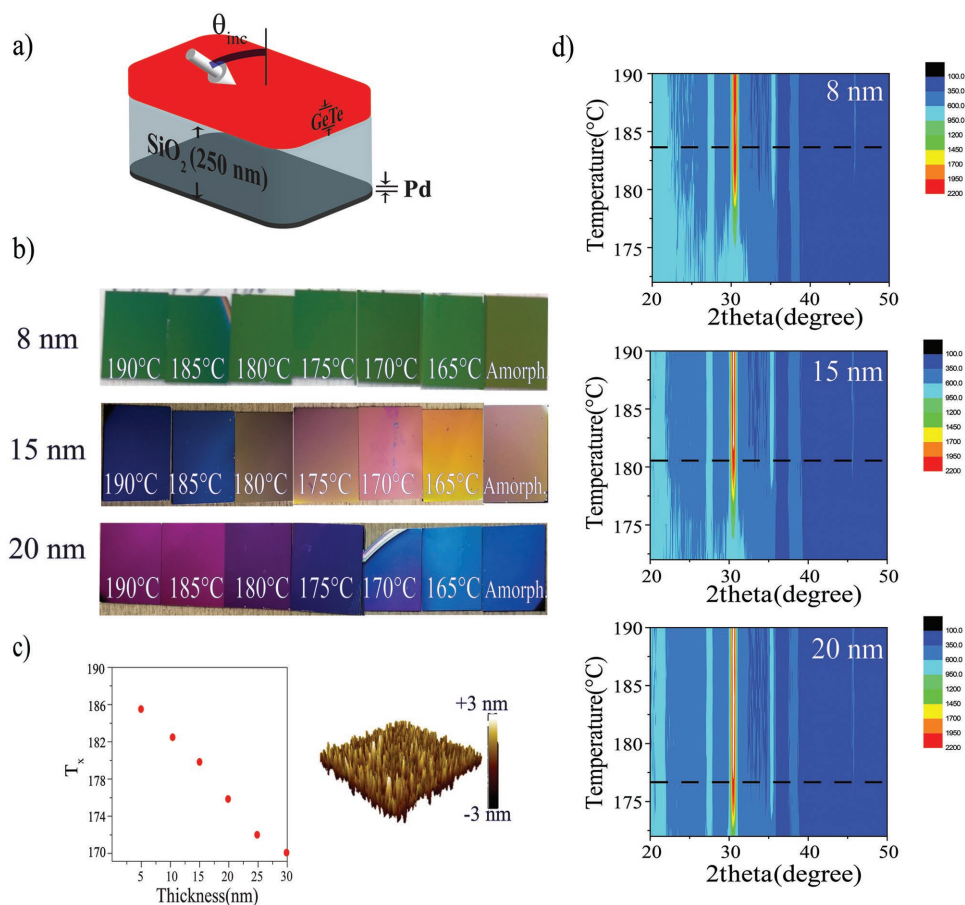 a)
θinc
GeTe
SiO2 (250 nm)
Pd
b)
8 nm
190°C 185°C 180°C 175°C 170°C 165°C Amorph.
15 nm
190°C 185°C 180°C 175°C 170°C 165°C Amorph.
20 nm
190°C 185°C 180°C 175°C 170°C 165°C Amorph.
c)
190
186
182
178
174
170
Tx
5 10 15 20 25 30
Thickness(nm)
+3 nm
-3 nm
d)
8 nm
190
185
180
175
Temperature(°C)
20 30 40 50
2theta(degree)
100.0
350.0
600.0
950.0
1200
1450
1700
1950
2200
15 nm
190
185
180
175
Temperature(°C)
20 30 40 50
2theta(degree)
100.0
350.0
600.0
950.0
1200
1450
1700
1950
2200
20 nm
190
185
180
175
Temperature(°C)
20 30 40 50
2theta(degree)
100.0
350.0
600.0
950.0
1200
1450
1700
1950
2200